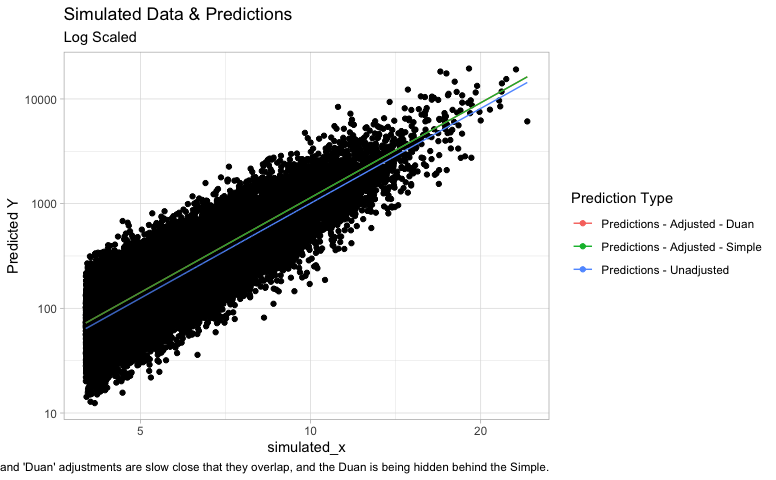 Simulated Data & Predictions
Log Scaled
10000
1000
100
10
Predicted Y
5 10 20
simulated_x
Prediction Type
Predictions - Adjusted - Duan
Predictions - Adjusted - Simple
Predictions - Unadjusted
and 'Duan' adjustments are slow close that they overlap, and the Duan is being hidden behind the Simple.